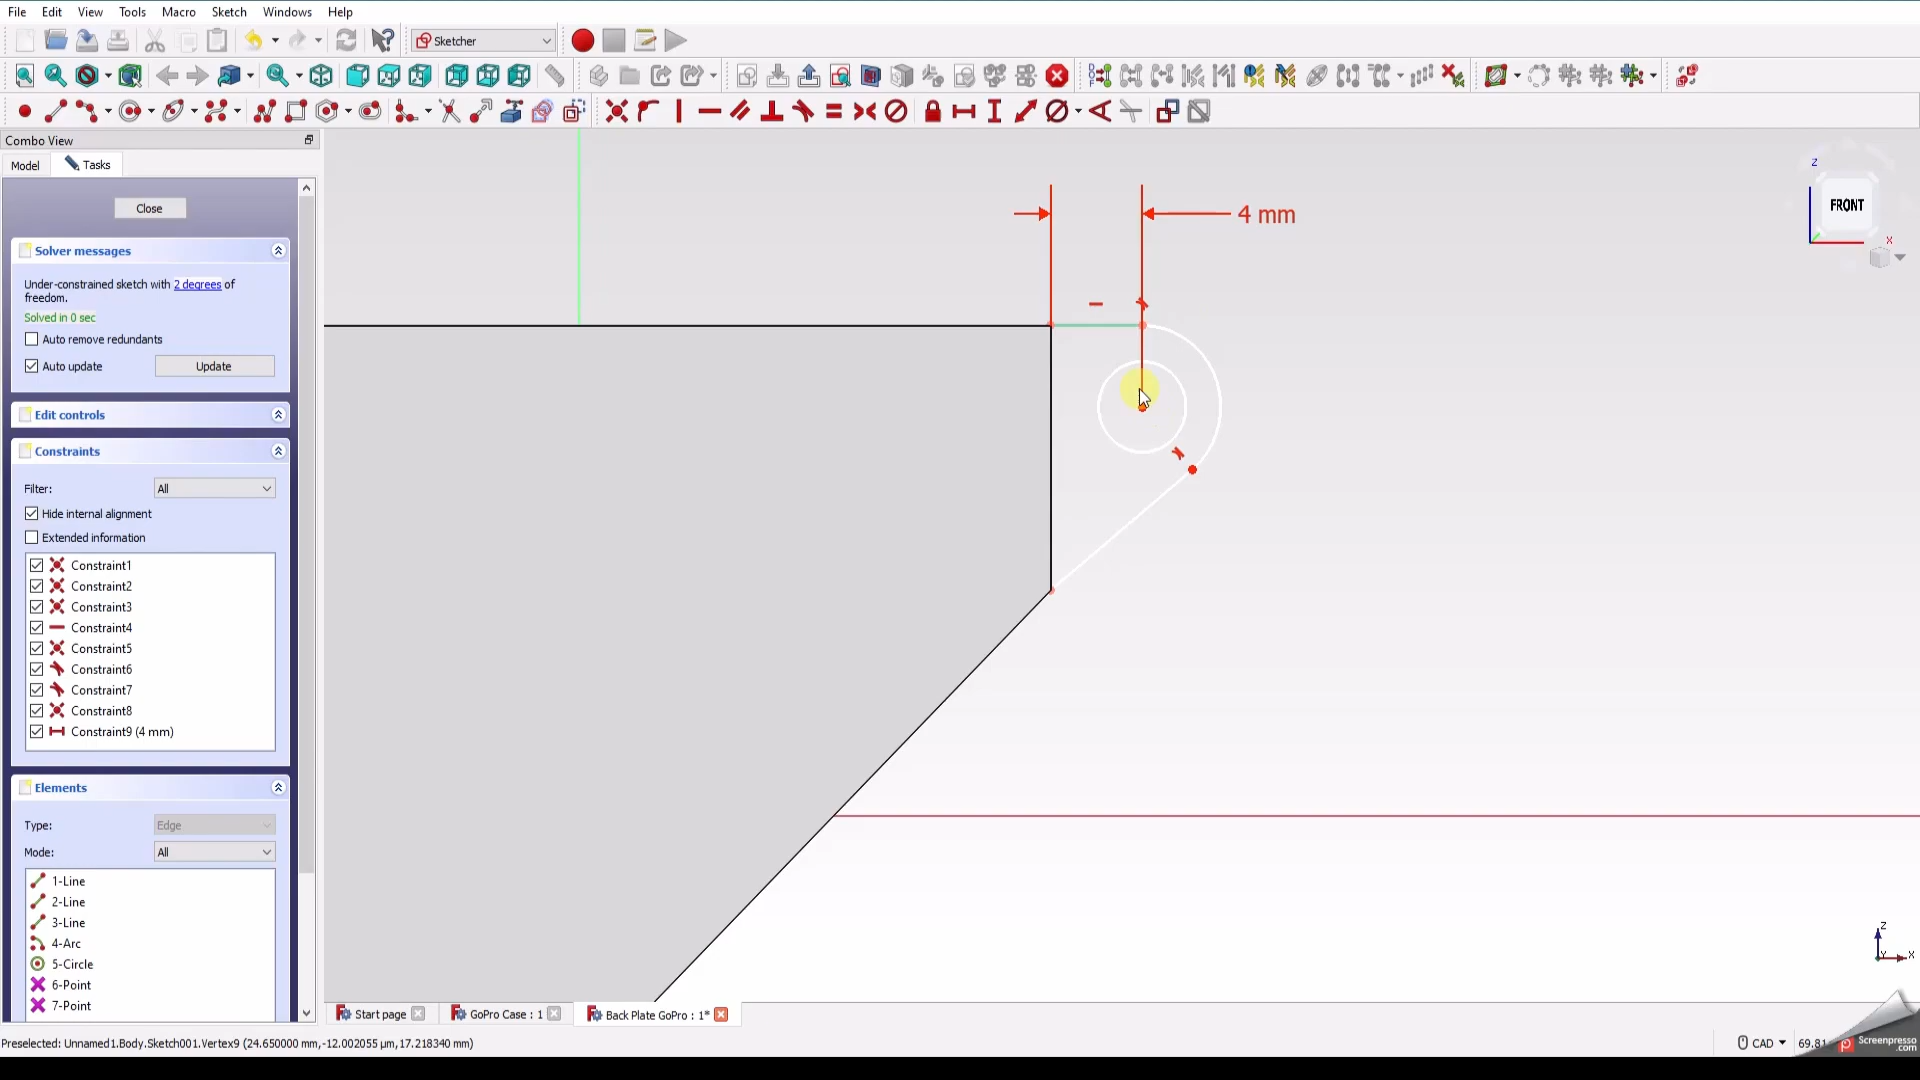 File Edit View Tools Macro Sketch Windows Help
Sketcher
Combo View
Model Tasks
Close
Solver messages
Under-constrained sketch with 2 degrees of
freedom.
Solved in 0 sec
Auto remove redundants
Auto update Update
Edit controls
Constraints
Filter: All
Hide internal alignment
Extended information
Constraint1
Constraint2
Constraint3
Constraint4
Constraint5
Constraint6
Constraint7
Constraint8
Constraint9 (4 mm)
Elements
Type: Edge
Mode: All
1-Line
2-Line
3-Line
4-Arc
5-Circle
6-Point
7-Point
4 mm
Z
FRONT
X
Z
Y
X
Start page GoPro Case : 1 Back Plate GoPro : 1*
Preselected: Unnamed1.Body.Sketch001.Vertex9 (24.650000 mm,-12.002055 µm,17.218340 mm)
CAD 69.81
Screenpresso
.com